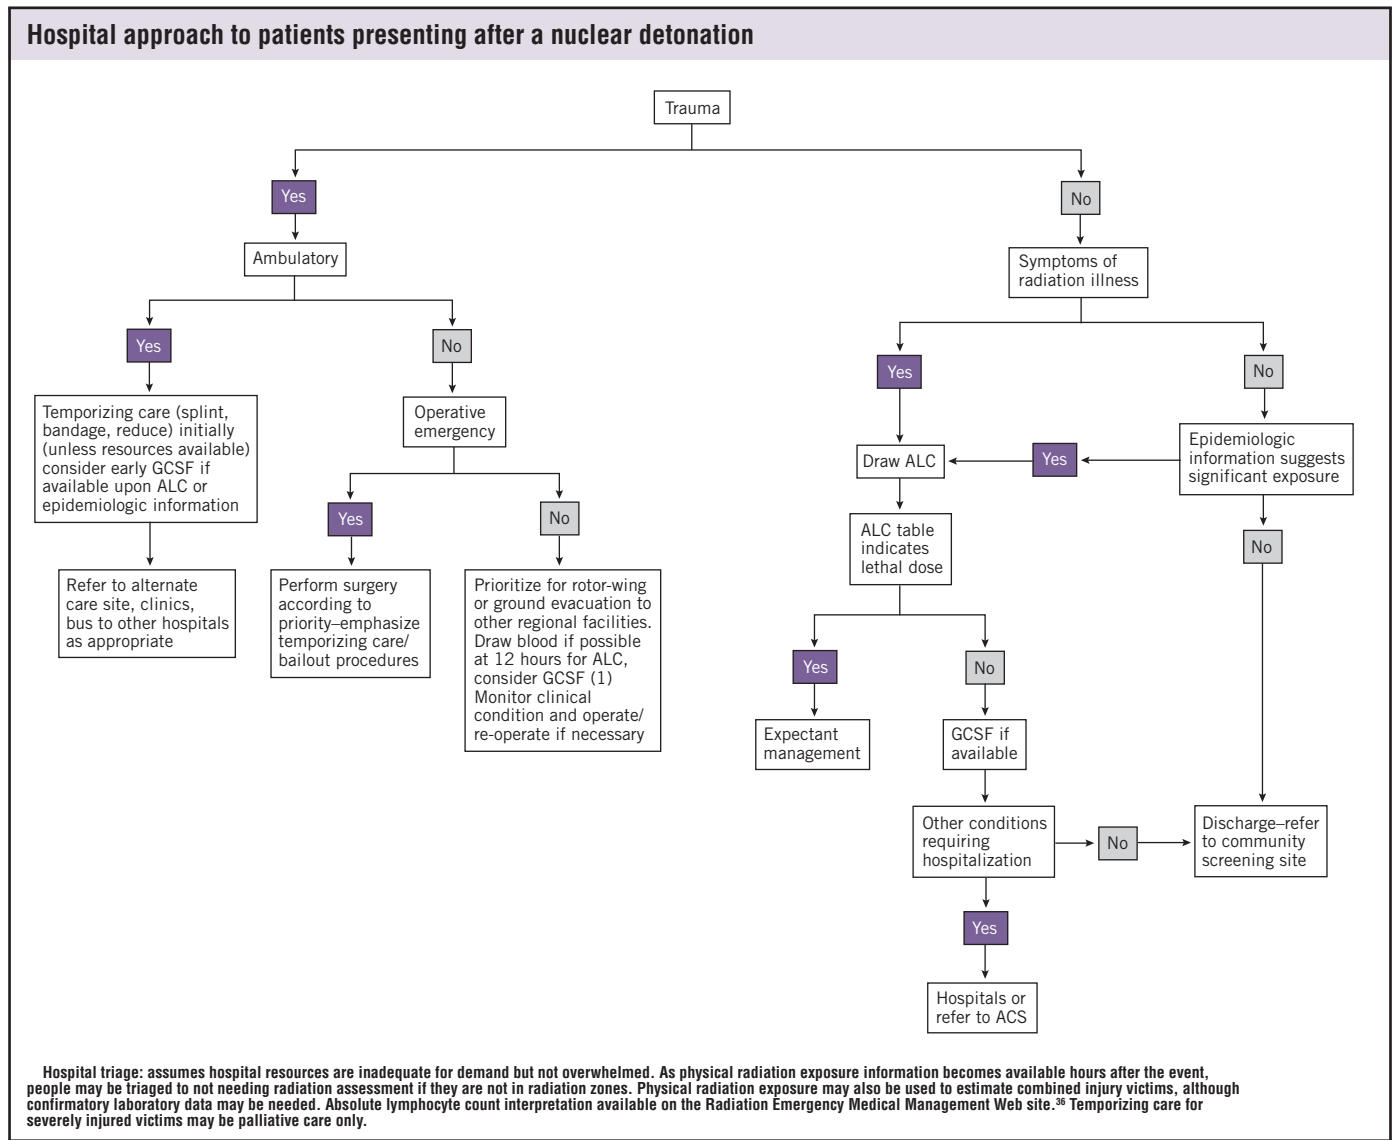 Hospital approach to patients presenting after a nuclear detonation
Trauma
Yes
No
Ambulatory
Symptoms of
radiation illness
Yes
No
Yes
No
Temporizing care (splint,
bandage, reduce) initially
(unless resources available)
consider early GCSF if
available upon ALC or
epidemiologic information
Operative
emergency
Draw ALC
Yes
Epidemiologic
information suggests
significant exposure
Yes
No
ALC table
indicates
lethal dose
No
Refer to alternate
care site, clinics,
bus to other hospitals
as appropriate
Perform surgery
according to
priority–emphasize
temporizing care/
bailout procedures
Prioritize for rotor-wing
or ground evacuation to
other regional facilities.
Draw blood if possible
at 12 hours for ALC,
consider GCSF (1)
Monitor clinical
condition and operate/
re-operate if necessary
Yes
No
Expectant
management
GCSF if
available
Other conditions
requiring
hospitalization
No
Discharge–refer
to community
screening site
Yes
Hospitals or
refer to ACS
Hospital triage: assumes hospital resources are inadequate for demand but not overwhelmed. As physical radiation exposure information becomes available hours after the event,
people may be triaged to not needing radiation assessment if they are not in radiation zones. Physical radiation exposure may also be used to estimate combined injury victims, although
confirmatory laboratory data may be needed. Absolute lymphocyte count interpretation available on the Radiation Emergency Medical Management Web site.36 Temporizing care for
severely injured victims may be palliative care only.